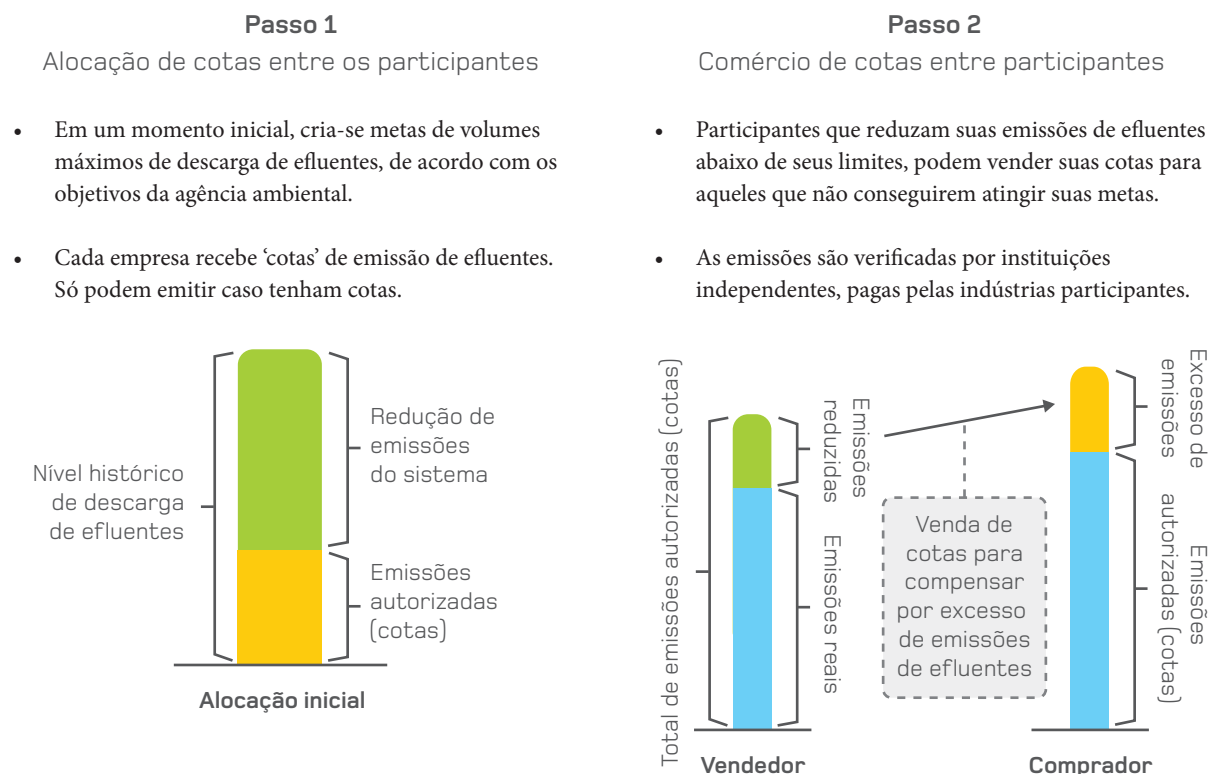 Passo 1
Alocação de cotas entre os participantes
• Em um momento inicial, cria-se metas de volumes
máximos de descarga de efluentes, de acordo com os
objetivos da agência ambiental.
• Cada empresa recebe ‘cotas’ de emissão de efluentes.
Só podem emitir caso tenham cotas.
Nível histórico
de descarga
de efluentes
Redução de
emissões
do sistema
Emissões
autorizadas
(cotas)
Alocação inicial
Passo 2
Comércio de cotas entre participantes
• Participantes que reduzam suas emissões de efluentes
abaixo de seus limites, podem vender suas cotas para
aqueles que não conseguirem atingir suas metas.
• As emissões são verificadas por instituições
independentes, pagas pelas indústrias participantes.
Total de emissões autorizadas (cotas)
Emissões
reduzidas
Emissões reais
Vendedor
Venda de
cotas para
compensar
por excesso
de emissões
de efluentes
Excesso de
emissões
Emissões
autorizadas (cotas)
Comprador